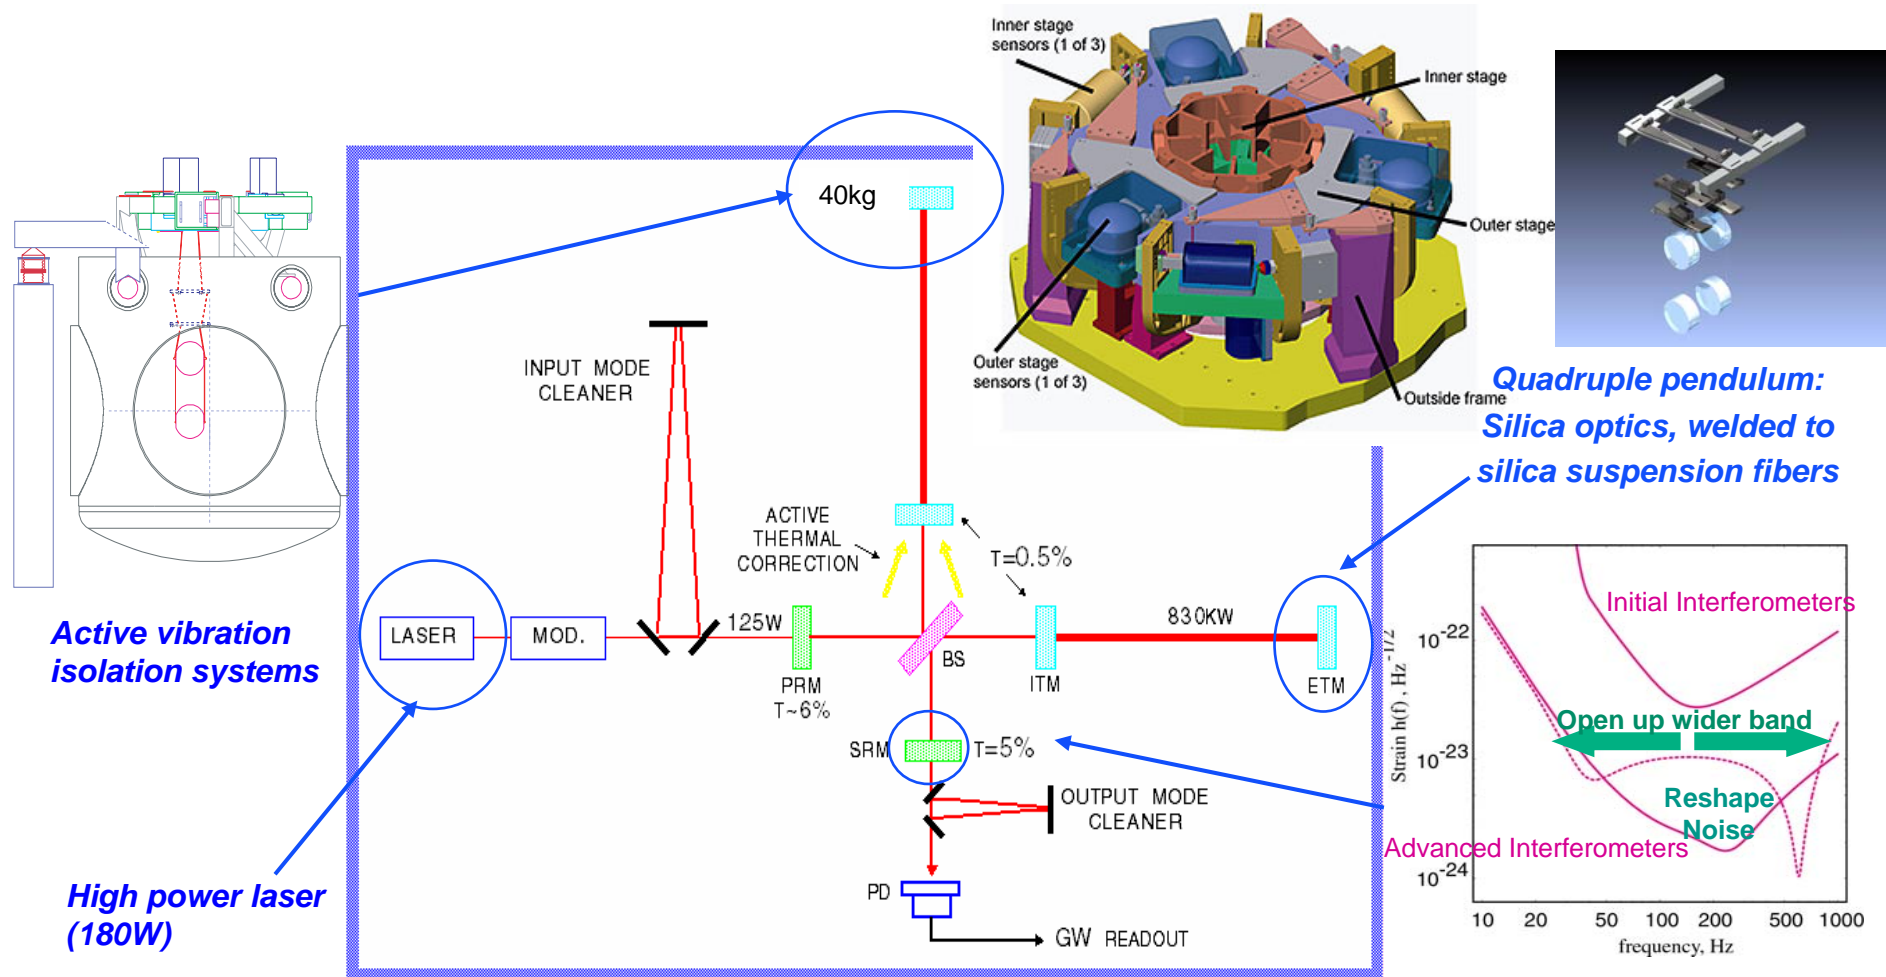 Inner stage
sensors (1 of 3)
Inner stage
Outer stage
Outer stage
sensors (1 of 3)
Outside frame
40kg
INPUT MODE
CLEANER
Quadruple pendulum:
Silica optics, welded to
silica suspension fibers
ACTIVE
THERMAL
CORRECTION
T=0.5%
Active vibration
isolation systems
LASER
MOD.
125W
PRM
T~6%
BS
ITM
830KW
ETM
SRM
T=5%
OUTPUT MODE
CLEANER
PD
GW READOUT
High power laser
(180W)
Initial Interferometers
Open up wider band
Reshape
Noise
Advanced Interferometers
Strain h(f) , Hz-1/2
10-22
10-23
10-24
10 20 50 100 200 500 1000
frequency, Hz